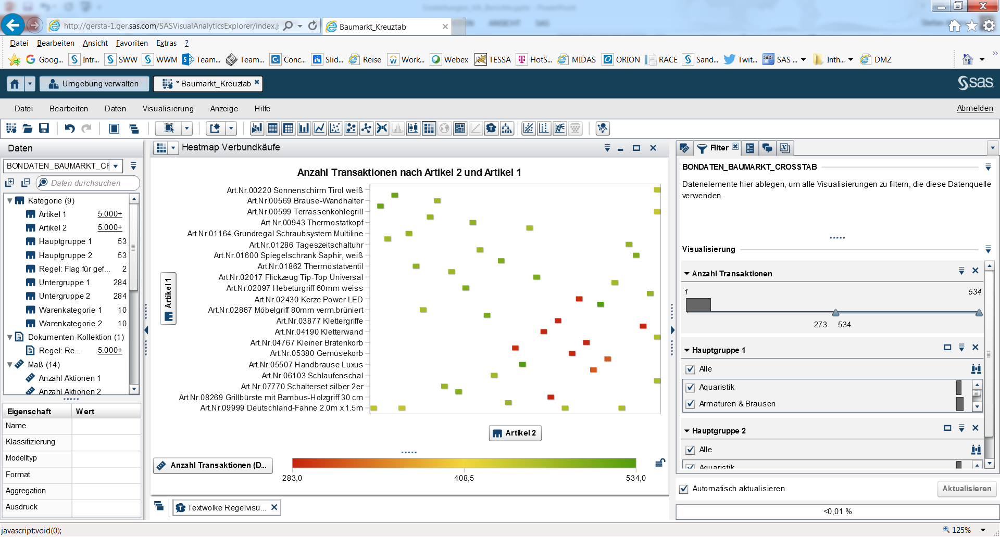 http://gersta-1.ger.sas.com/SASVisualAnalyticsExplorer/index.js
Baumarkt_Kreuztab
Datei Bearbeiten Ansicht Favoriten Extras ?
Goog... Intr... SWW WWM Team... Team... Conc... Slid... Reise Work... Webex TESSA HotS... MIDAS ORION RACE Sand... Twit... SAS ... Inth... DMZ
Umgebung verwalten
* Baumarkt_Kreuztab
sas
Datei Bearbeiten Daten Visualisierung Anzeige Hilfe
Abmelden
Daten
BONDATEN_BAUMARKT_CF
Daten durchsuchen
Kategorie (9)
Artikel 1 5.000+
Artikel 2 5.000+
Hauptgruppe 1 53
Hauptgruppe 2 53
Regel: Flag für gef... 2
Untergruppe 1 284
Untergruppe 2 284
Warenkategorie 1 10
Warenkategorie 2 10
Dokumenten-Kollektion (1)
Regel: Re... 5.000+
Maß (14)
Anzahl Aktionen 1
Anzahl Aktionen 2
Eigenschaft Wert
Name
Klassifizierung
Modelltyp
Format
Aggregation
Ausdruck
Heatmap Verbundkäufe
Anzahl Transaktionen nach Artikel 2 und Artikel 1
Artikel 1
Art.Nr.00220 Sonnenschirm Tirol weiß
Art.Nr.00569 Brause-Wandhalter
Art.Nr.00599 Terrassenkohlegrill
Art.Nr.00943 Thermostatkopf
Art.Nr.01164 Grundregal Schraubsystem Multiline
Art.Nr.01286 Tageszeitschaltuhr
Art.Nr.01600 Spiegelschrank Saphir, weiß
Art.Nr.01862 Thermostatventil
Art.Nr.02017 Flickzeug Tip-Top Universal
Art.Nr.02097 Hebetürgriff 60mm weiss
Art.Nr.02430 Kerze Power LED
Art.Nr.02867 Möbelgriff 80mm verm.brüniert
Art.Nr.03877 Klettergriffe
Art.Nr.04190 Kletterwand
Art.Nr.04767 Kleiner Bratenkorb
Art.Nr.05380 Gemüsekorb
Art.Nr.05507 Handbrause Luxus
Art.Nr.06103 Schlaufenschal
Art.Nr.07770 Schalterset silber 2er
Art.Nr.08269 Grillbürste mit Bambus-Holzgriff 30 cm
Art.Nr.09999 Deutschland-Fahne 2.0m x 1.5m
Artikel 2
Anzahl Transaktionen (D...
283,0 408,5 534,0
Textwolke Regelvisu...
Filter
BONDATEN_BAUMARKT_CROSSTAB
Datenelemente hier ablegen, um alle Visualisierungen zu filtern, die diese Datenquelle
verwenden.
Visualisierung
Anzahl Transaktionen
1 534
273 534
Hauptgruppe 1
Alle
Aquaristik
Armaturen & Brausen
Hauptgruppe 2
Alle
Aquaristik
Automatisch aktualisieren
Aktualisieren
<0,01 %
javascript:void(0);
125%